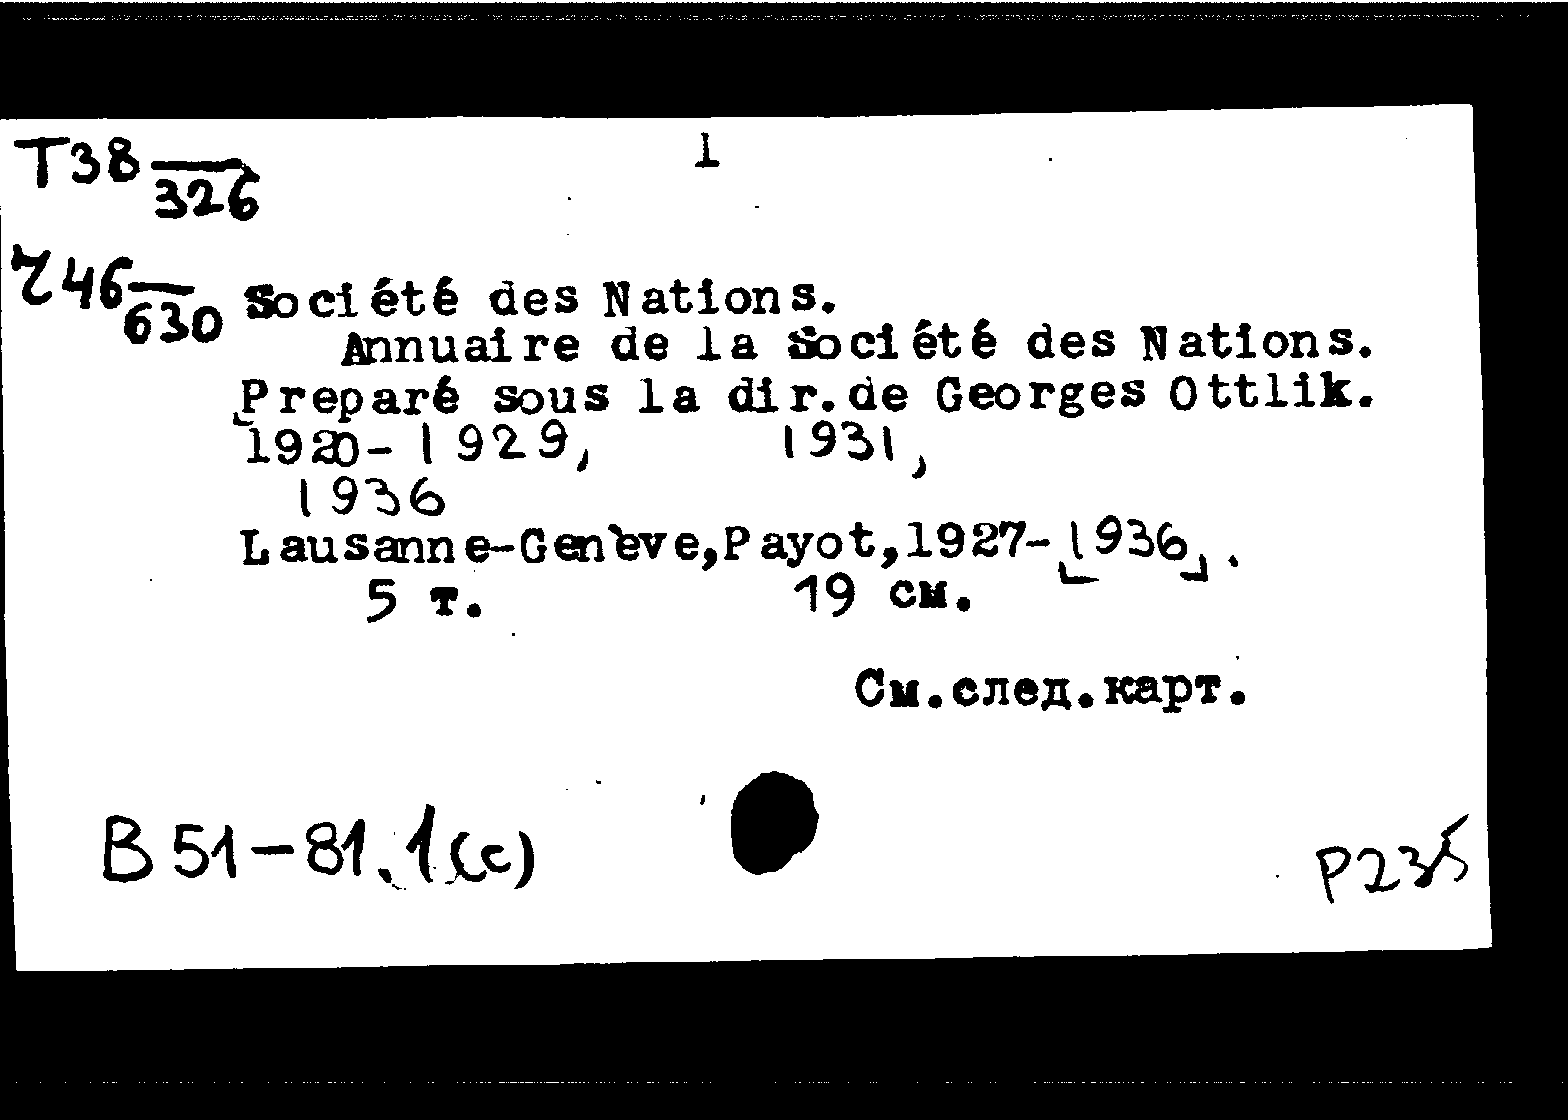 T38
326
1
746
630
Société des Nations.
Annuaire de la Société des Nations.
Preparé sous la dir.de Georges Ottlik.
1920-1929, 1931,
1936
Lausanne-Genève,Payot,1927-[1936].
5 т. 19 см.
См.след.карт.
B51-81.1(c)
P235